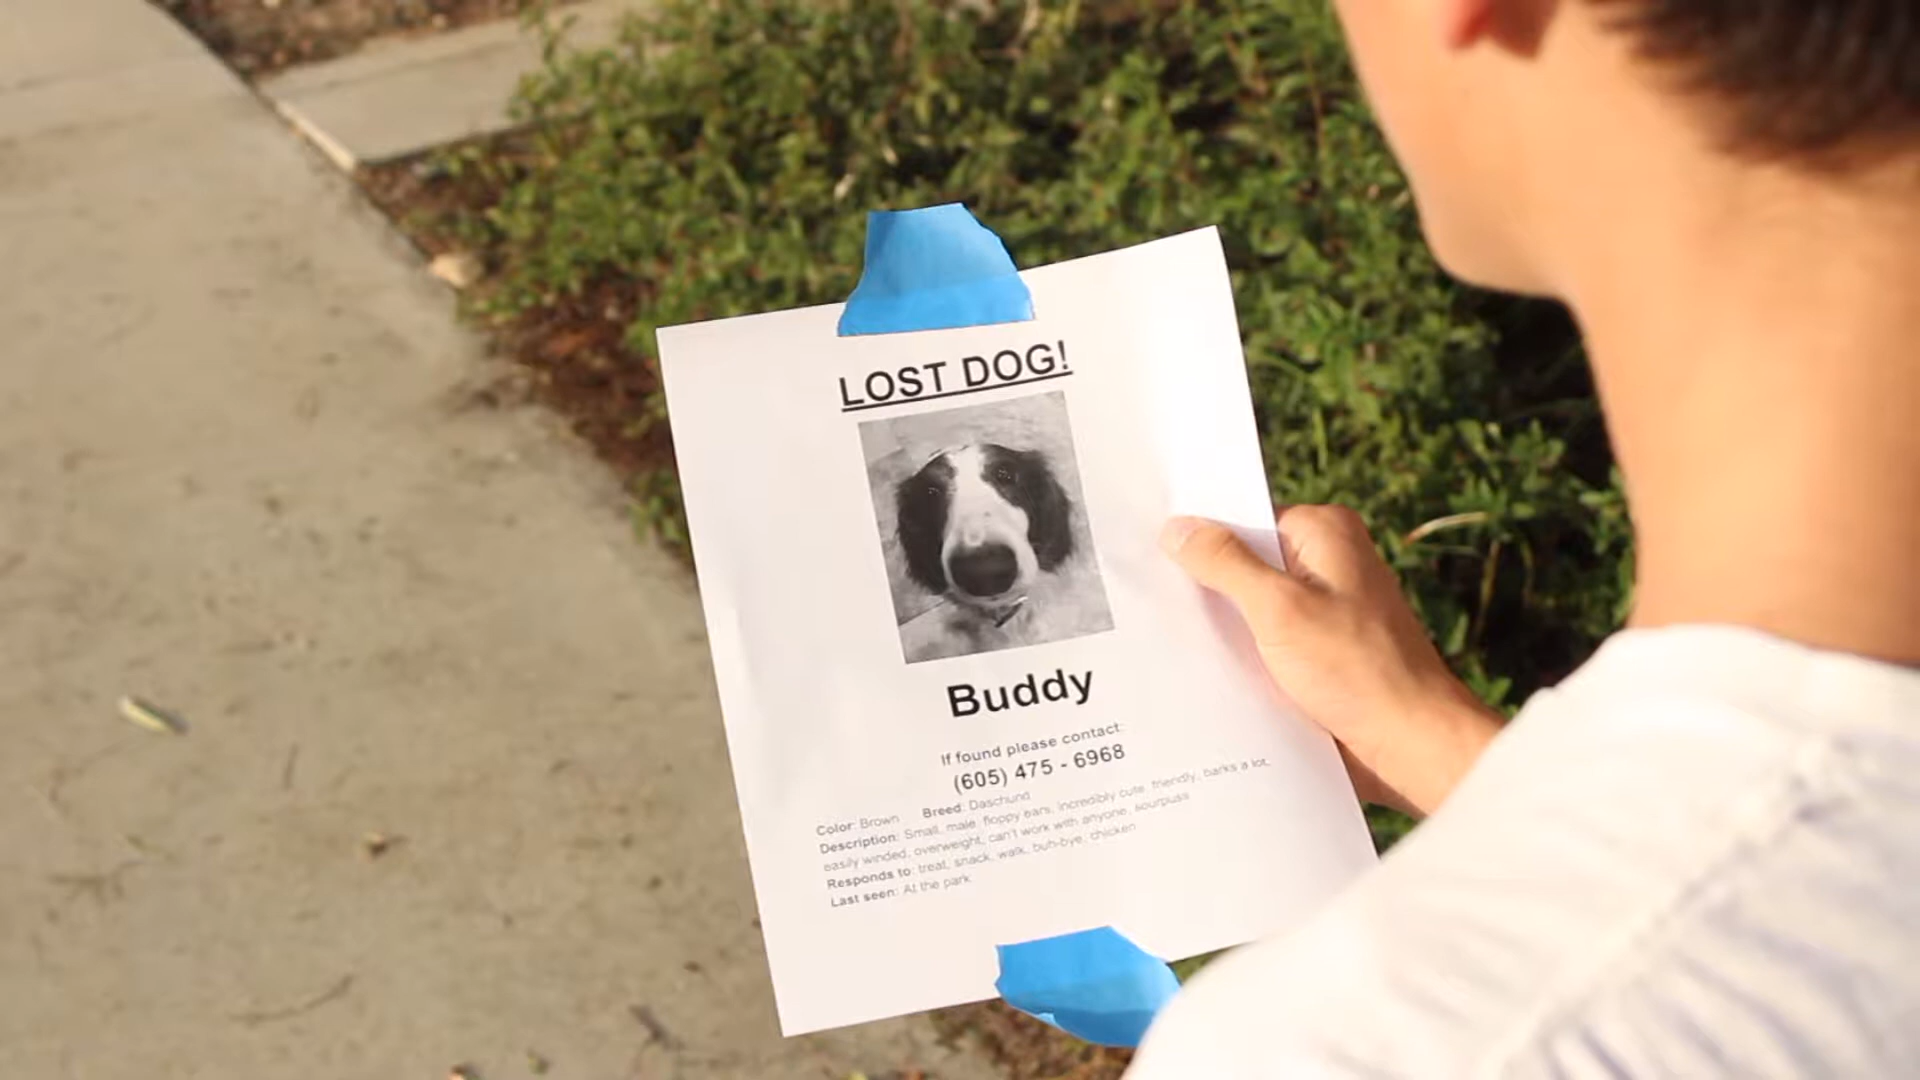 LOST DOG!
Buddy
If found please contact:
(605) 475 - 6968
Color: Brown Breed: Daschund
Description: Small, male, floppy ears, incredibly cute, friendly, barks a lot,
easily winded, overweight, can't work with anyone, sourpuss
Responds to: treat, snack, walk, buh-bye, chicken
Last seen: At the park